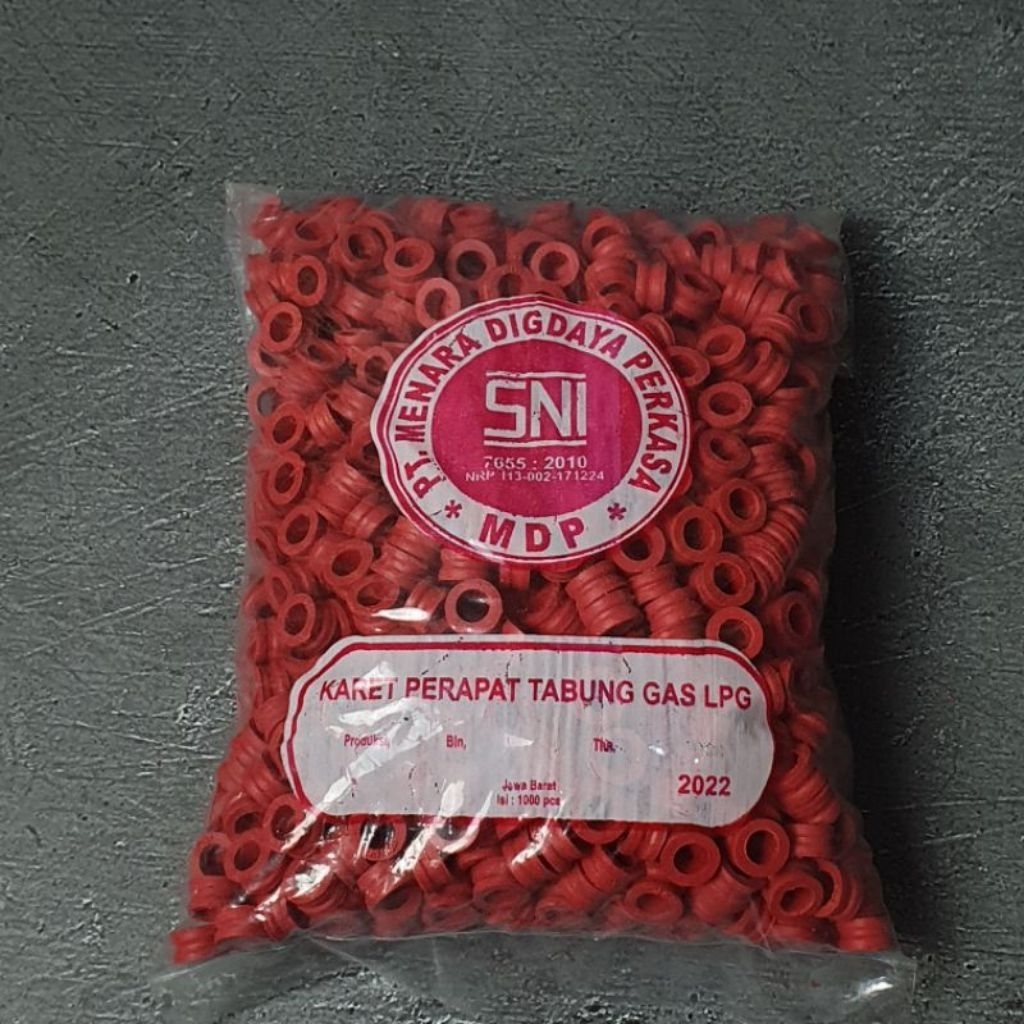 PT. MENARA DIGDAYA PERKASA
SNI
7655 : 2010
NRP 113-002-171224
* MDP *
KARET PERAPAT TABUNG GAS LPG
Produksi, Bln, Thn.
Jawa Barat
Isi : 1000 pcs
2022